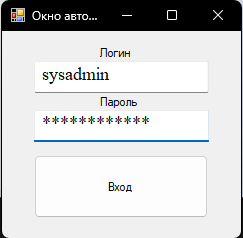 Окно авто...
Логин
sysadmin
Пароль
************
Вход